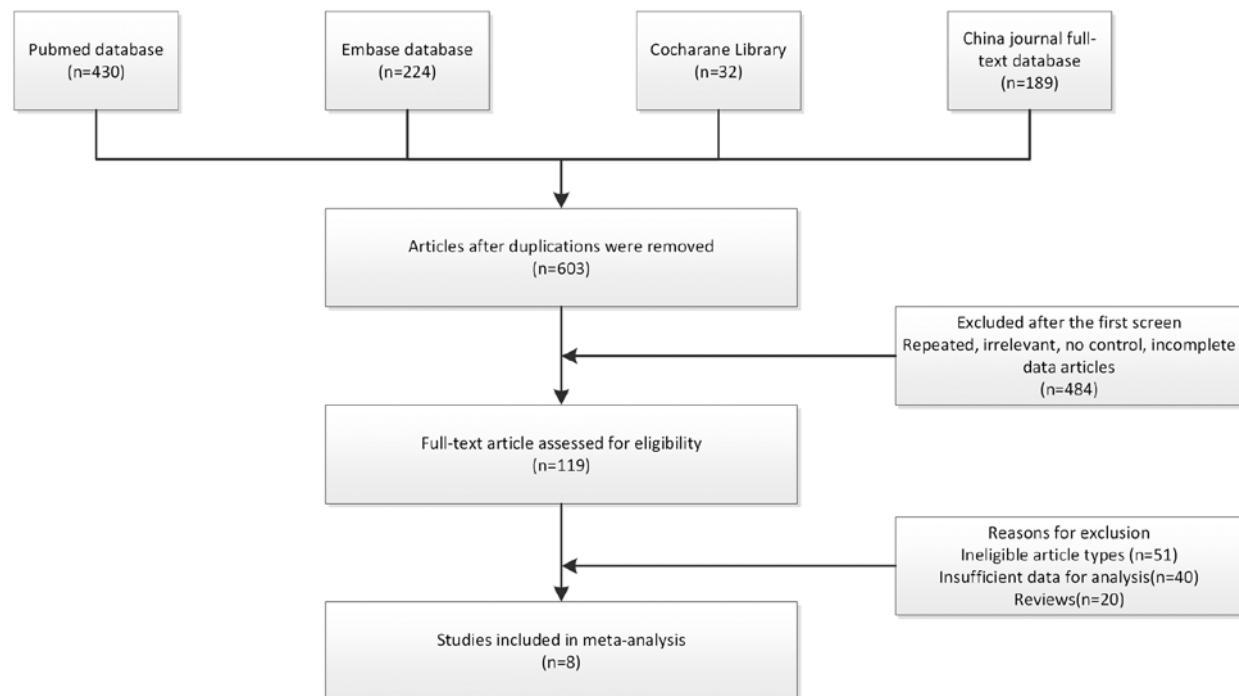 Pubmed database
(n=430)
Embase database
(n=224)
Cocharane Library
(n=32)
China journal full-
text database
(n=189)
Articles after duplications were removed
(n=603)
Excluded after the first screen
Repeated, irrelevant, no control, incomplete
data articles
(n=484)
Full-text article assessed for eligibility
(n=119)
Reasons for exclusion
Ineligible article types (n=51)
Insufficient data for analysis(n=40)
Reviews(n=20)
Studies included in meta-analysis
(n=8)